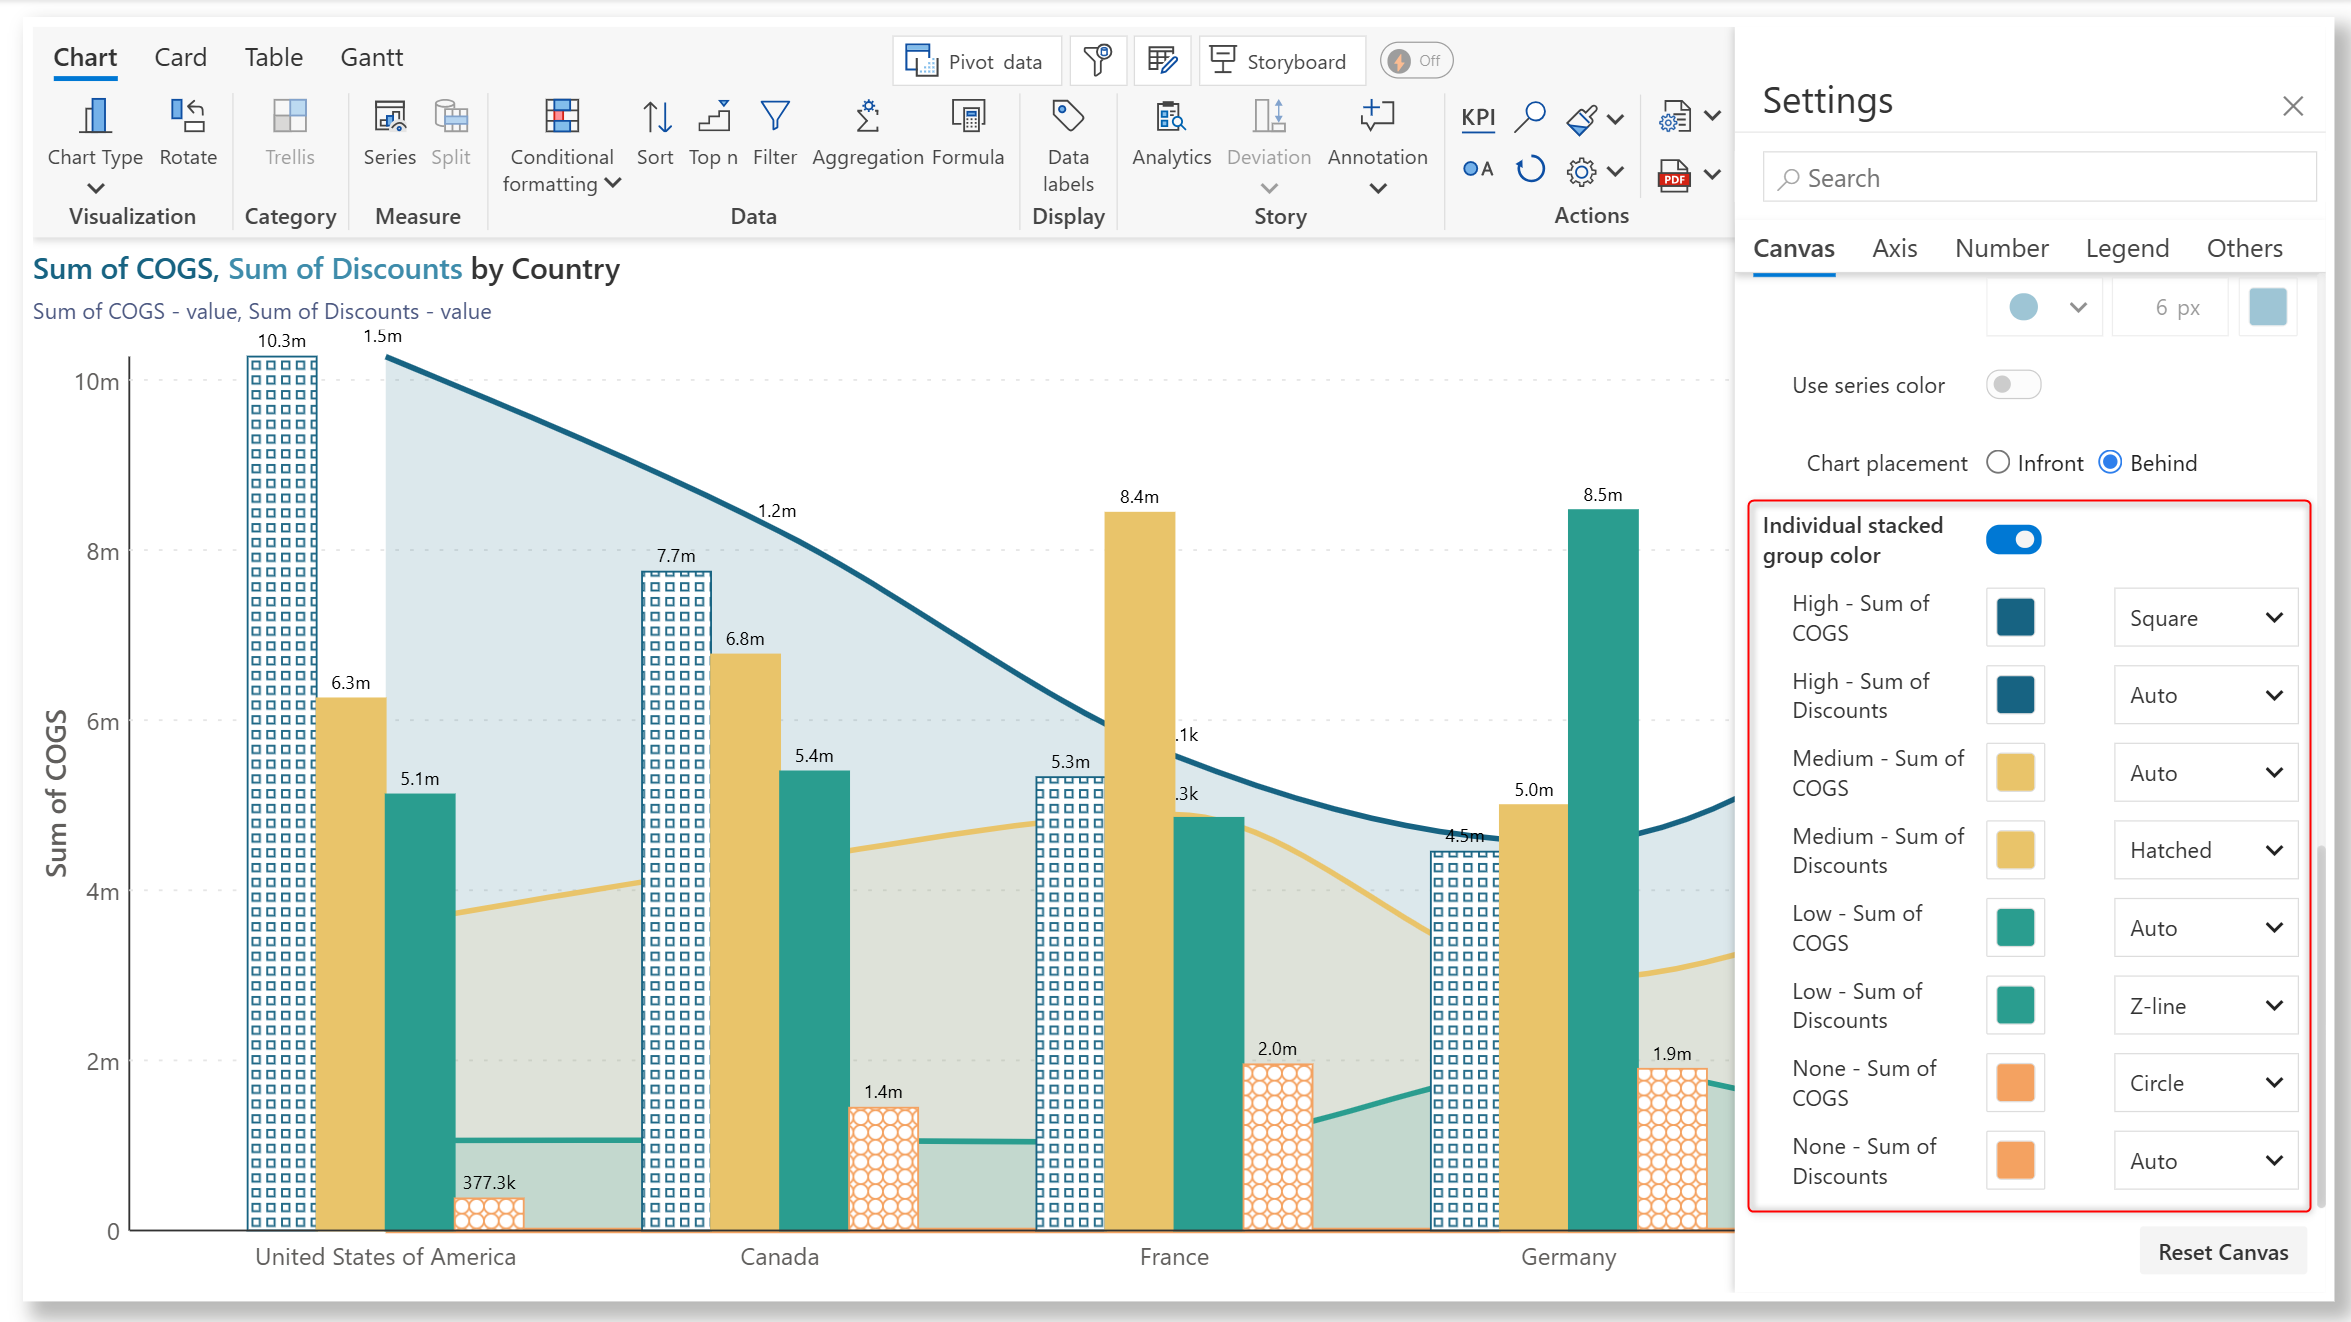 Chart Card Table Gantt
Pivot data
Storyboard
Off
Chart Type
Rotate
Trellis
Series
Split
Conditional
formatting
Sort
Top n
Filter
Aggregation
Formula
Data
labels
Analytics
Deviation
Annotation
KPI
A
PDF
Visualization
Category
Measure
Data
Display
Story
Actions
Sum of COGS, Sum of Discounts by Country
Sum of COGS - value, Sum of Discounts - value
Sum of COGS
10m
8m
6m
4m
2m
0
10.3m
1.5m
6.3m
5.1m
377.3k
7.7m
1.2m
6.8m
5.4m
1.4m
5.3m
8.4m
.1k
.3k
2.0m
4.5m
5.0m
8.5m
1.9m
United States of America
Canada
France
Germany
Settings
Search
Canvas Axis Number Legend Others
6 px
Use series color
Chart placement
Infront
Behind
Individual stacked
group color
High - Sum of
COGS
Square
High - Sum of
Discounts
Auto
Medium - Sum of
COGS
Auto
Medium - Sum of
Discounts
Hatched
Low - Sum of
COGS
Auto
Low - Sum of
Discounts
Z-line
None - Sum of
COGS
Circle
None - Sum of
Discounts
Auto
Reset Canvas